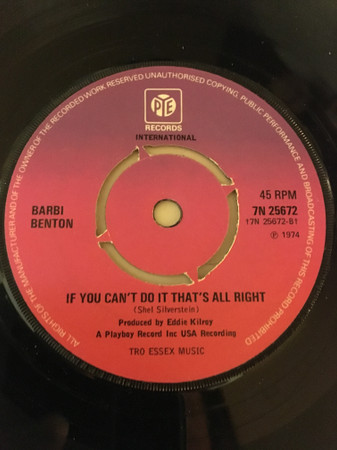 ALL RIGHTS OF THE MANUFACTURER AND OF THE OWNER OF THE RECORDED WORK RESERVED UNAUTHORISED COPYING, PUBLIC PERFORMANCE AND BROADCASTING OF THIS RECORD PROHIBITED
PYE
RECORDS
INTERNATIONAL
BARBI
BENTON
45 RPM
7N 25672
†7N 25672-B1
Ⓟ 1974
IF YOU CAN'T DO IT THAT'S ALL RIGHT
(Shel Silverstein)
Produced by Eddie Kilroy
A Playboy Record Inc USA Recording
TRO ESSEX MUSIC